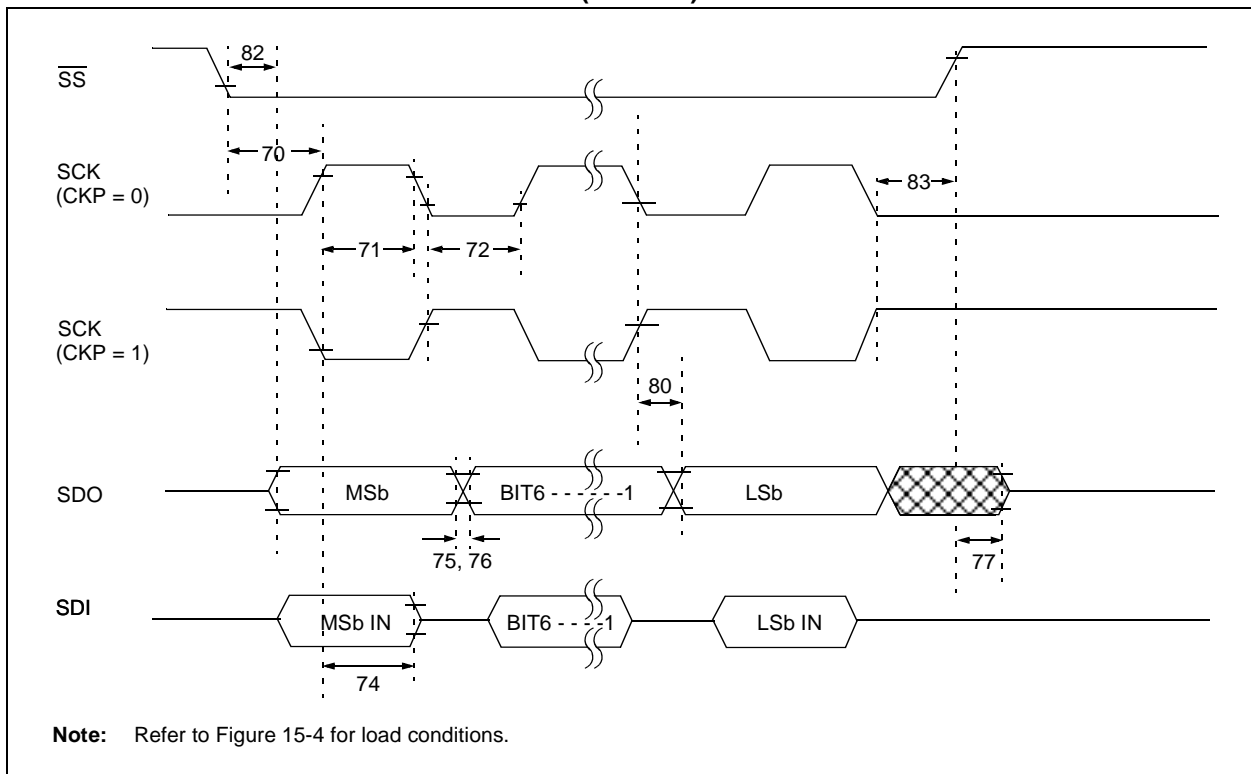 82
SS
70
SCK
(CKP = 0)
83
71
72
SCK
(CKP = 1)
80
SDO
MSb
BIT6 - - - - - -1
LSb
75, 76
77
SDI
MSb IN
BIT6 - - - -1
LSb IN
74
Note: Refer to Figure 15-4 for load conditions.